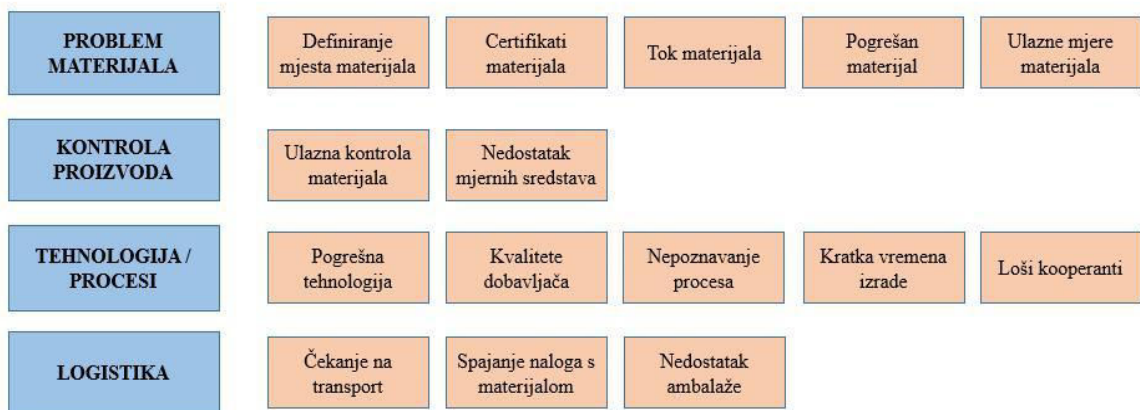 PROBLEM
MATERIJALA
Definiranje
mjesta materijala
Certifikati
materijala
Tok materijala
Pogrešan
materijal
Ulazne mjere
materijala
KONTROLA
PROIZVODA
Ulazna kontrola
materijala
Nedostatak
mjernih sredstava
TEHNOLOGIJA /
PROCESI
Pogrešna
tehnologija
Kvalitete
dobavljača
Nepoznavanje
procesa
Kratka vremena
izrade
Loši kooperanti
LOGISTIKA
Čekanje na
transport
Spajanje naloga s
materijalom
Nedostatak
ambalaže